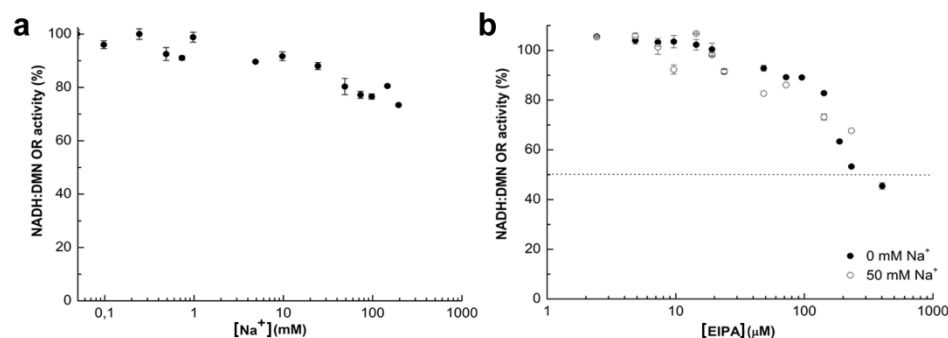 a
b
NADH:DMN OR activity (%)
100
80
60
40
20
0
0,1
1
10
100
1000
[Na⁺](mM)
NADH:DMN OR activity (%)
100
80
60
40
20
0
1
10
100
1000
[EIPA](µM)
0 mM Na⁺
50 mM Na⁺